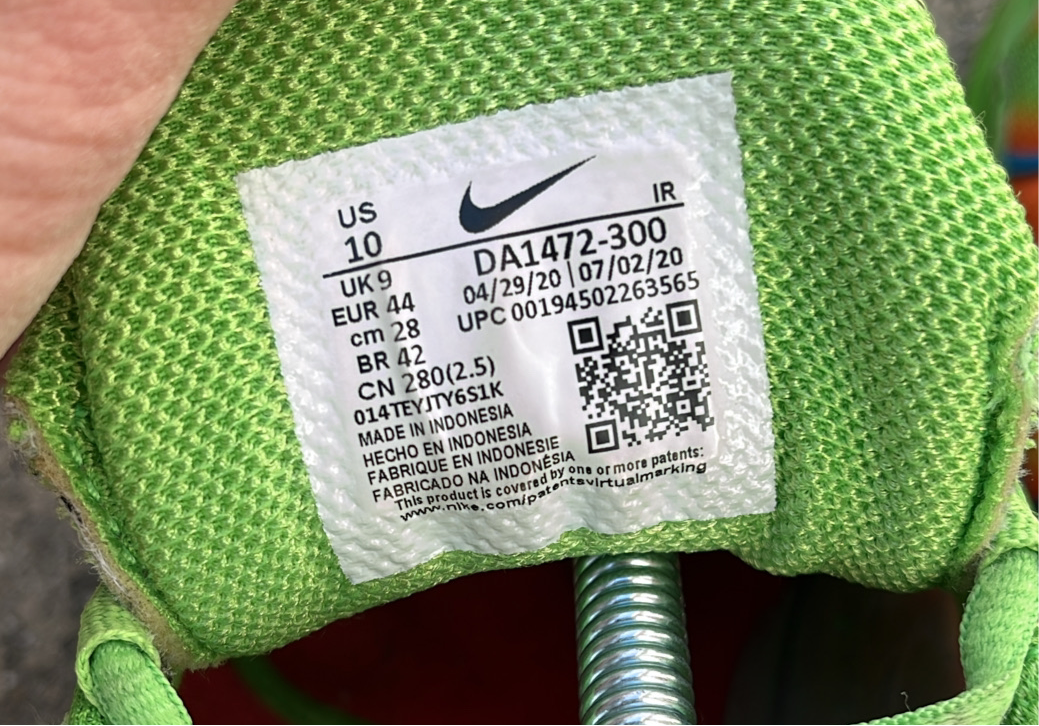 US
10
IR
DA1472-300
04/29/20 | 07/02/20
UPC 00194502263565
UK 9
EUR 44
cm 28
BR 42
CN 280(2.5)
014TEYJTY6S1K
MADE IN INDONESIA
HECHO EN INDONESIA
FABRIQUE EN INDONESIE
FABRICADO NA INDONÉSIA
This product is covered by one or more patents:
www.nike.com/patentsvirtualmarking